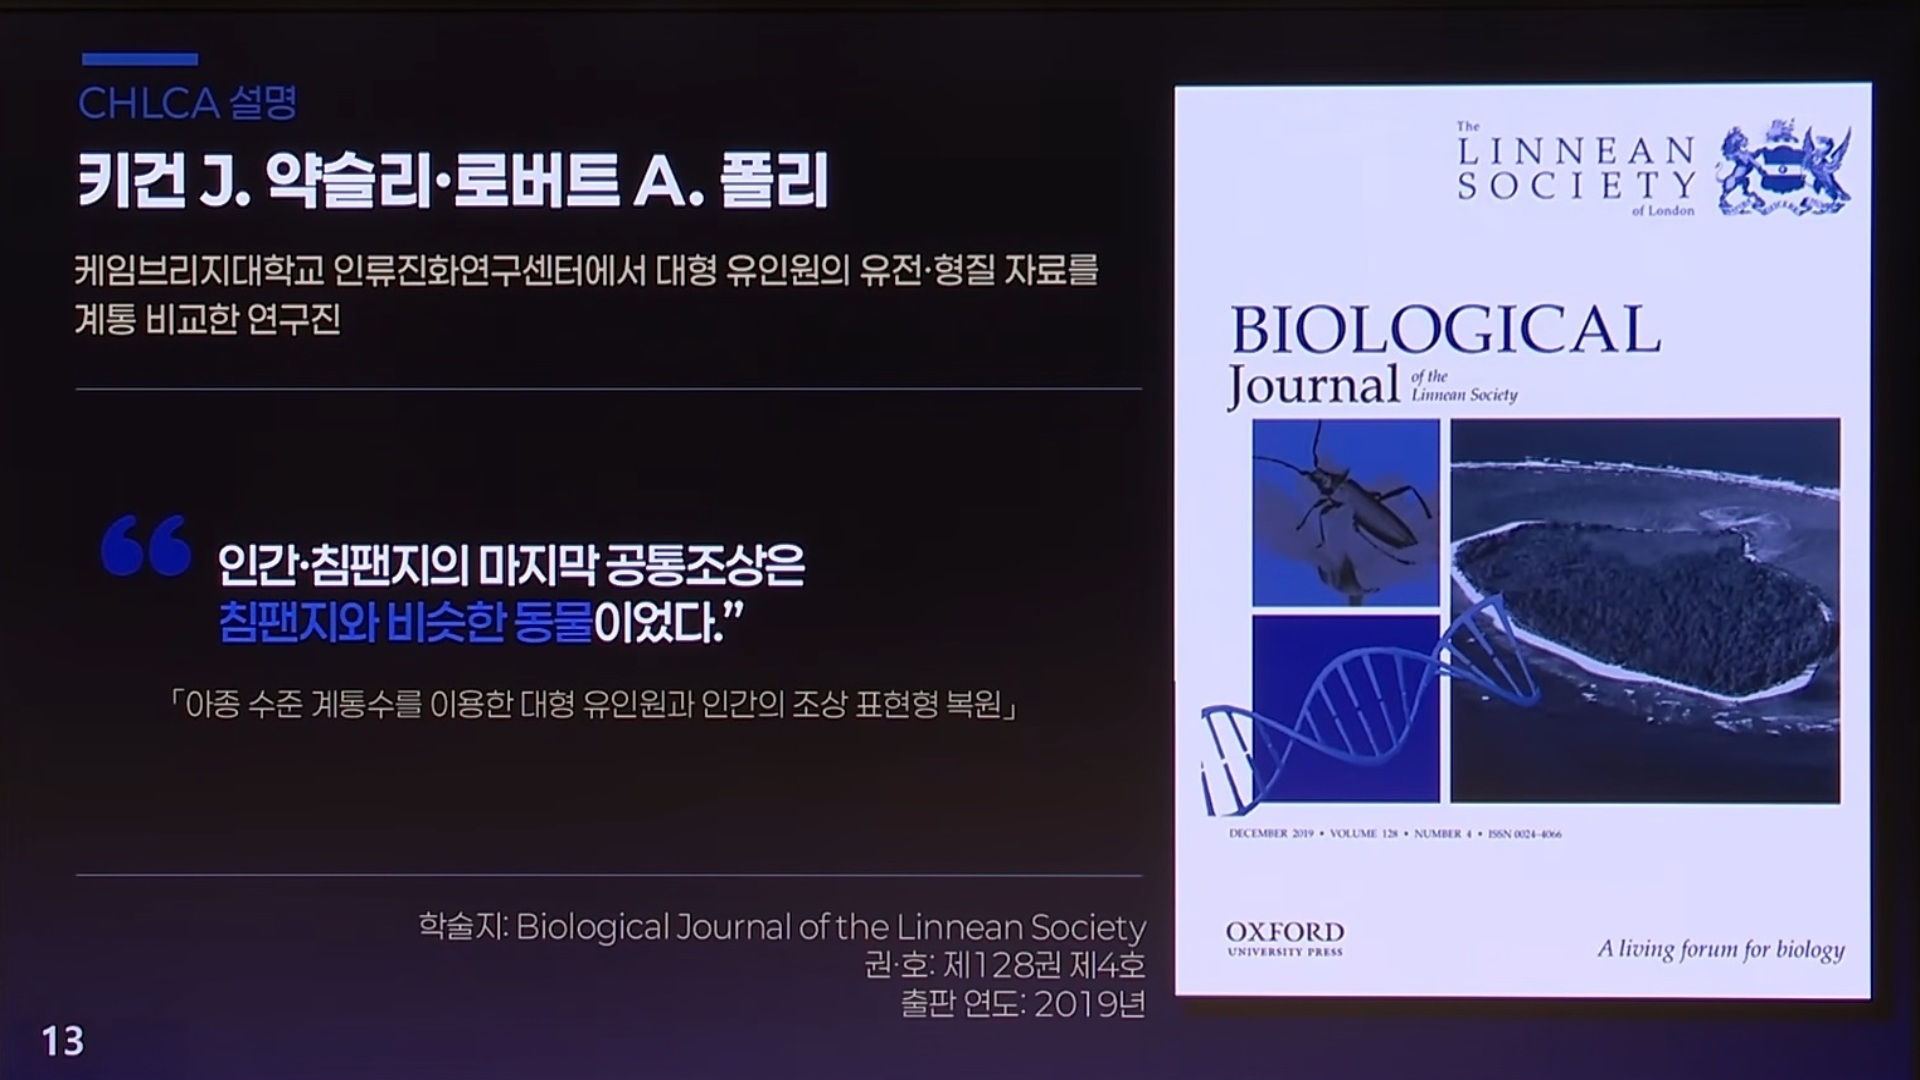 CHLCA 설명
키건 J. 약슬리·로버트 A. 폴리
케임브리지대학교 인류진화연구센터에서 대형 유인원의 유전·형질 자료를
계통 비교한 연구진
“인간·침팬지의 마지막 공통조상은
침팬지와 비슷한 동물이었다.”
「아종 수준 계통수를 이용한 대형 유인원과 인간의 조상 표현형 복원」
학술지: Biological Journal of the Linnean Society
권·호: 제128권 제4호
출판 연도: 2019년
13
The
LINNEAN
SOCIETY
of London
BIOLOGICAL
Journal of the
Linnean Society
DECEMBER 2019 • VOLUME 128 • NUMBER 4 • ISSN 0024-4066
OXFORD
UNIVERSITY PRESS
A living forum for biology